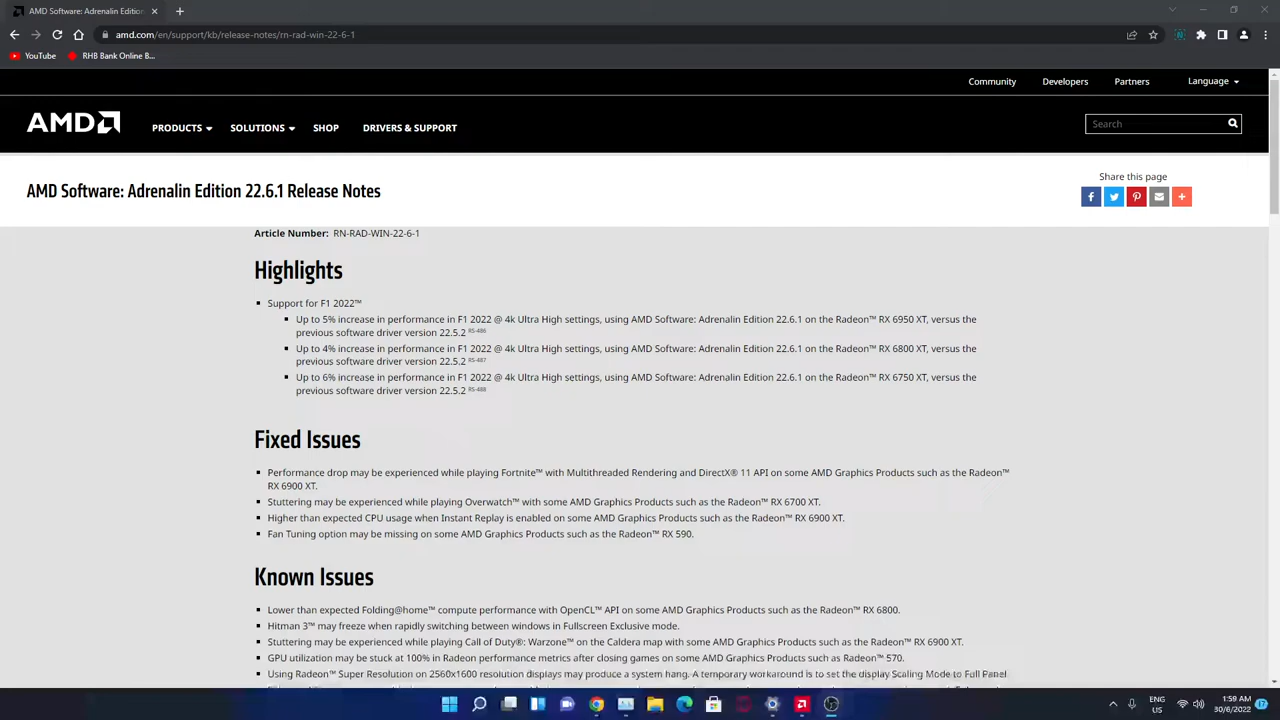 AMD Software: Adrenalin Edition
amd.com/en/support/kb/release-notes/rn-rad-win-22-6-1
YouTube
RHB Bank Online B...
Community
Developers
Partners
Language
AMD
PRODUCTS
SOLUTIONS
SHOP
DRIVERS & SUPPORT
Search
AMD Software: Adrenalin Edition 22.6.1 Release Notes
Share this page
Article Number: RN-RAD-WIN-22-6-1
Highlights
Support for F1 2022™
Up to 5% increase in performance in F1 2022 @ 4k Ultra High settings, using AMD Software: Adrenalin Edition 22.6.1 on the Radeon™ RX 6950 XT, versus the
previous software driver version 22.5.2 RS-486
Up to 4% increase in performance in F1 2022 @ 4k Ultra High settings, using AMD Software: Adrenalin Edition 22.6.1 on the Radeon™ RX 6800 XT, versus the
previous software driver version 22.5.2 RS-487
Up to 6% increase in performance in F1 2022 @ 4k Ultra High settings, using AMD Software: Adrenalin Edition 22.6.1 on the Radeon™ RX 6750 XT, versus the
previous software driver version 22.5.2 RS-488
Fixed Issues
Performance drop may be experienced while playing Fortnite™ with Multithreaded Rendering and DirectX® 11 API on some AMD Graphics Products such as the Radeon™
RX 6900 XT.
Stuttering may be experienced while playing Overwatch™ with some AMD Graphics Products such as the Radeon™ RX 6700 XT.
Higher than expected CPU usage when Instant Replay is enabled on some AMD Graphics Products such as the Radeon™ RX 6900 XT.
Fan Tuning option may be missing on some AMD Graphics Products such as the Radeon™ RX 590.
Known Issues
Lower than expected Folding@home™ compute performance with OpenCL™ API on some AMD Graphics Products such as the Radeon™ RX 6800.
Hitman 3™ may freeze when rapidly switching between windows in Fullscreen Exclusive mode.
Stuttering may be experienced while playing Call of Duty®: Warzone™ on the Caldera map with some AMD Graphics Products such as the Radeon™ RX 6900 XT.
GPU utilization may be stuck at 100% in Radeon performance metrics after closing games on some AMD Graphics Products such as Radeon™ 570.
Using Radeon™ Super Resolution on 2560x1600 resolution displays may produce a system hang. A temporary workaround is to set the display Scaling Mode to Full Panel
ENG
US
1:59 AM
30/6/2022